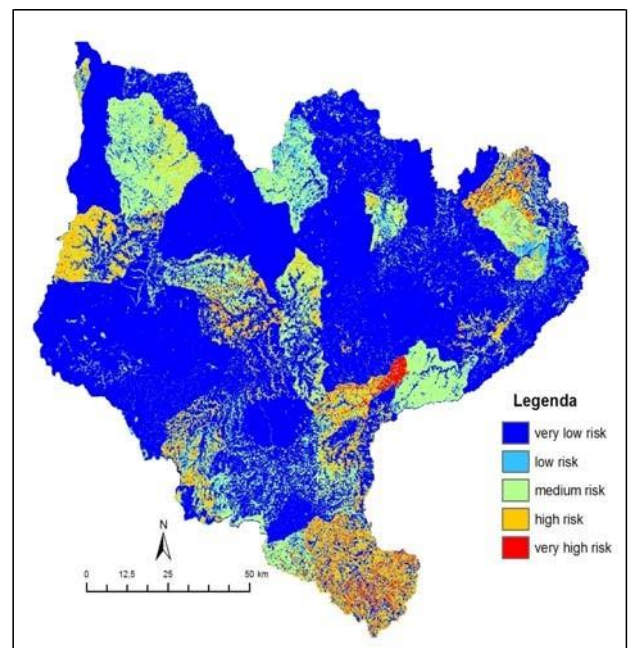 Legenda
very low risk
low risk
medium risk
high risk
very high risk
N
0 12,5 25 50 km